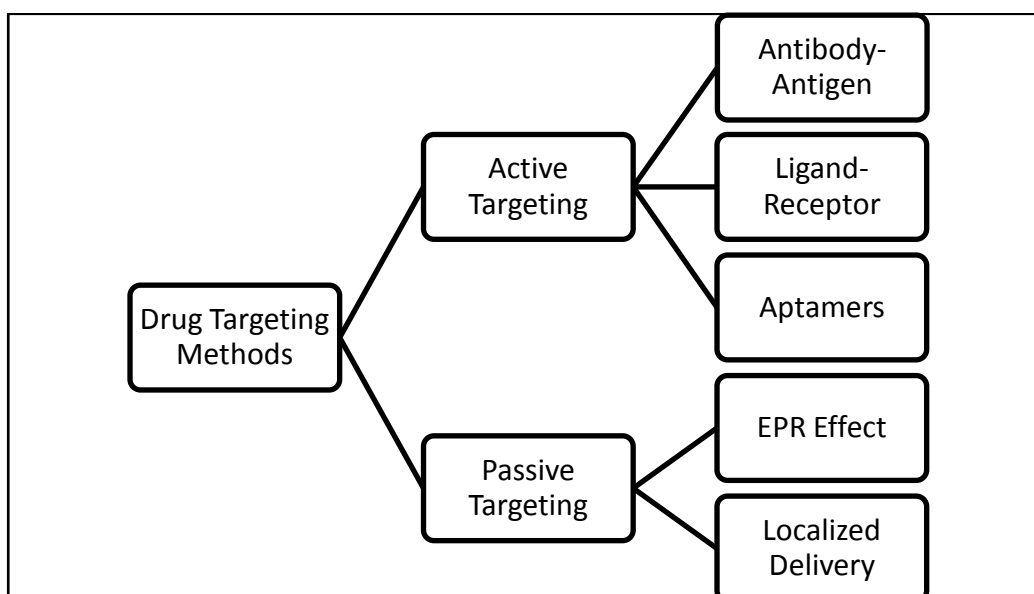 Drug Targeting
Methods
Active
Targeting
Antibody-
Antigen
Ligand-
Receptor
Aptamers
Passive
Targeting
EPR Effect
Localized
Delivery